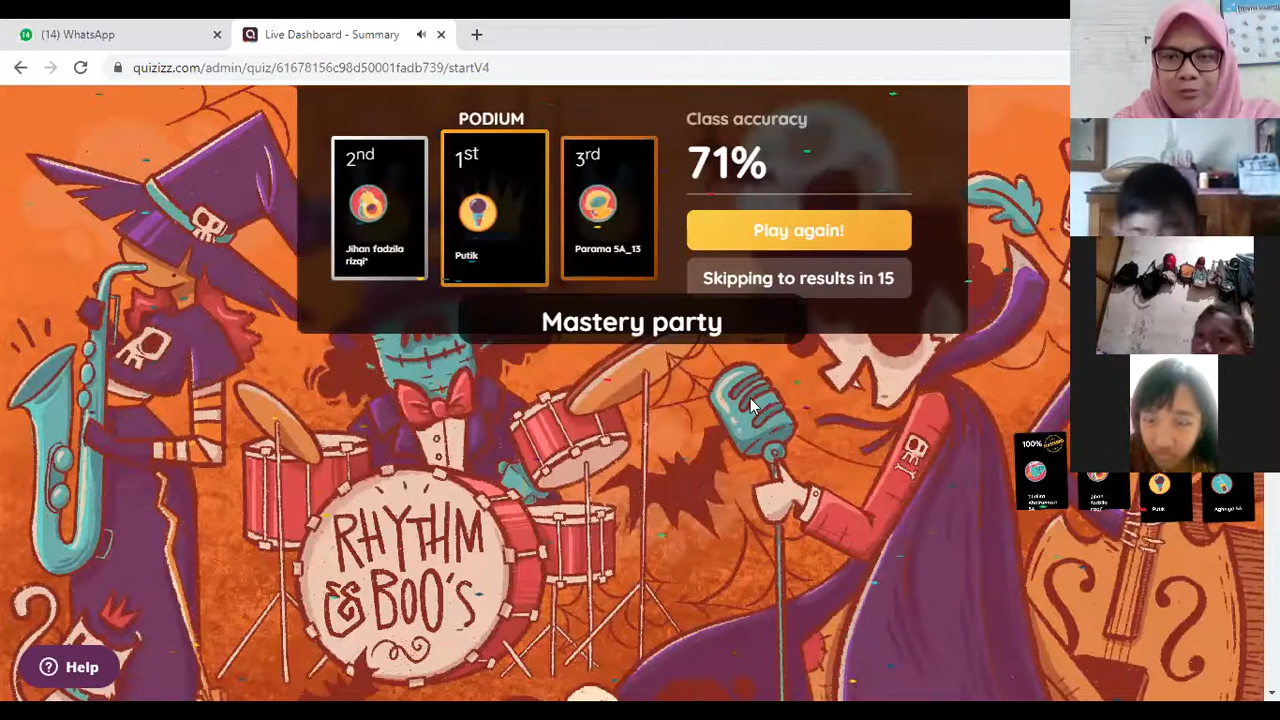 (14) WhatsApp
Live Dashboard - Summary
quizizz.com/admin/quiz/61678156c98d50001fadb739/startV4
PODIUM
2nd
Jihan fadzila
rizqi*
1st
Putik
3rd
Parama 5A_13
Class accuracy
71%
Play again!
Skipping to results in 15
Mastery party
RHYTHM
& BOO'S
100%
Putik
Help